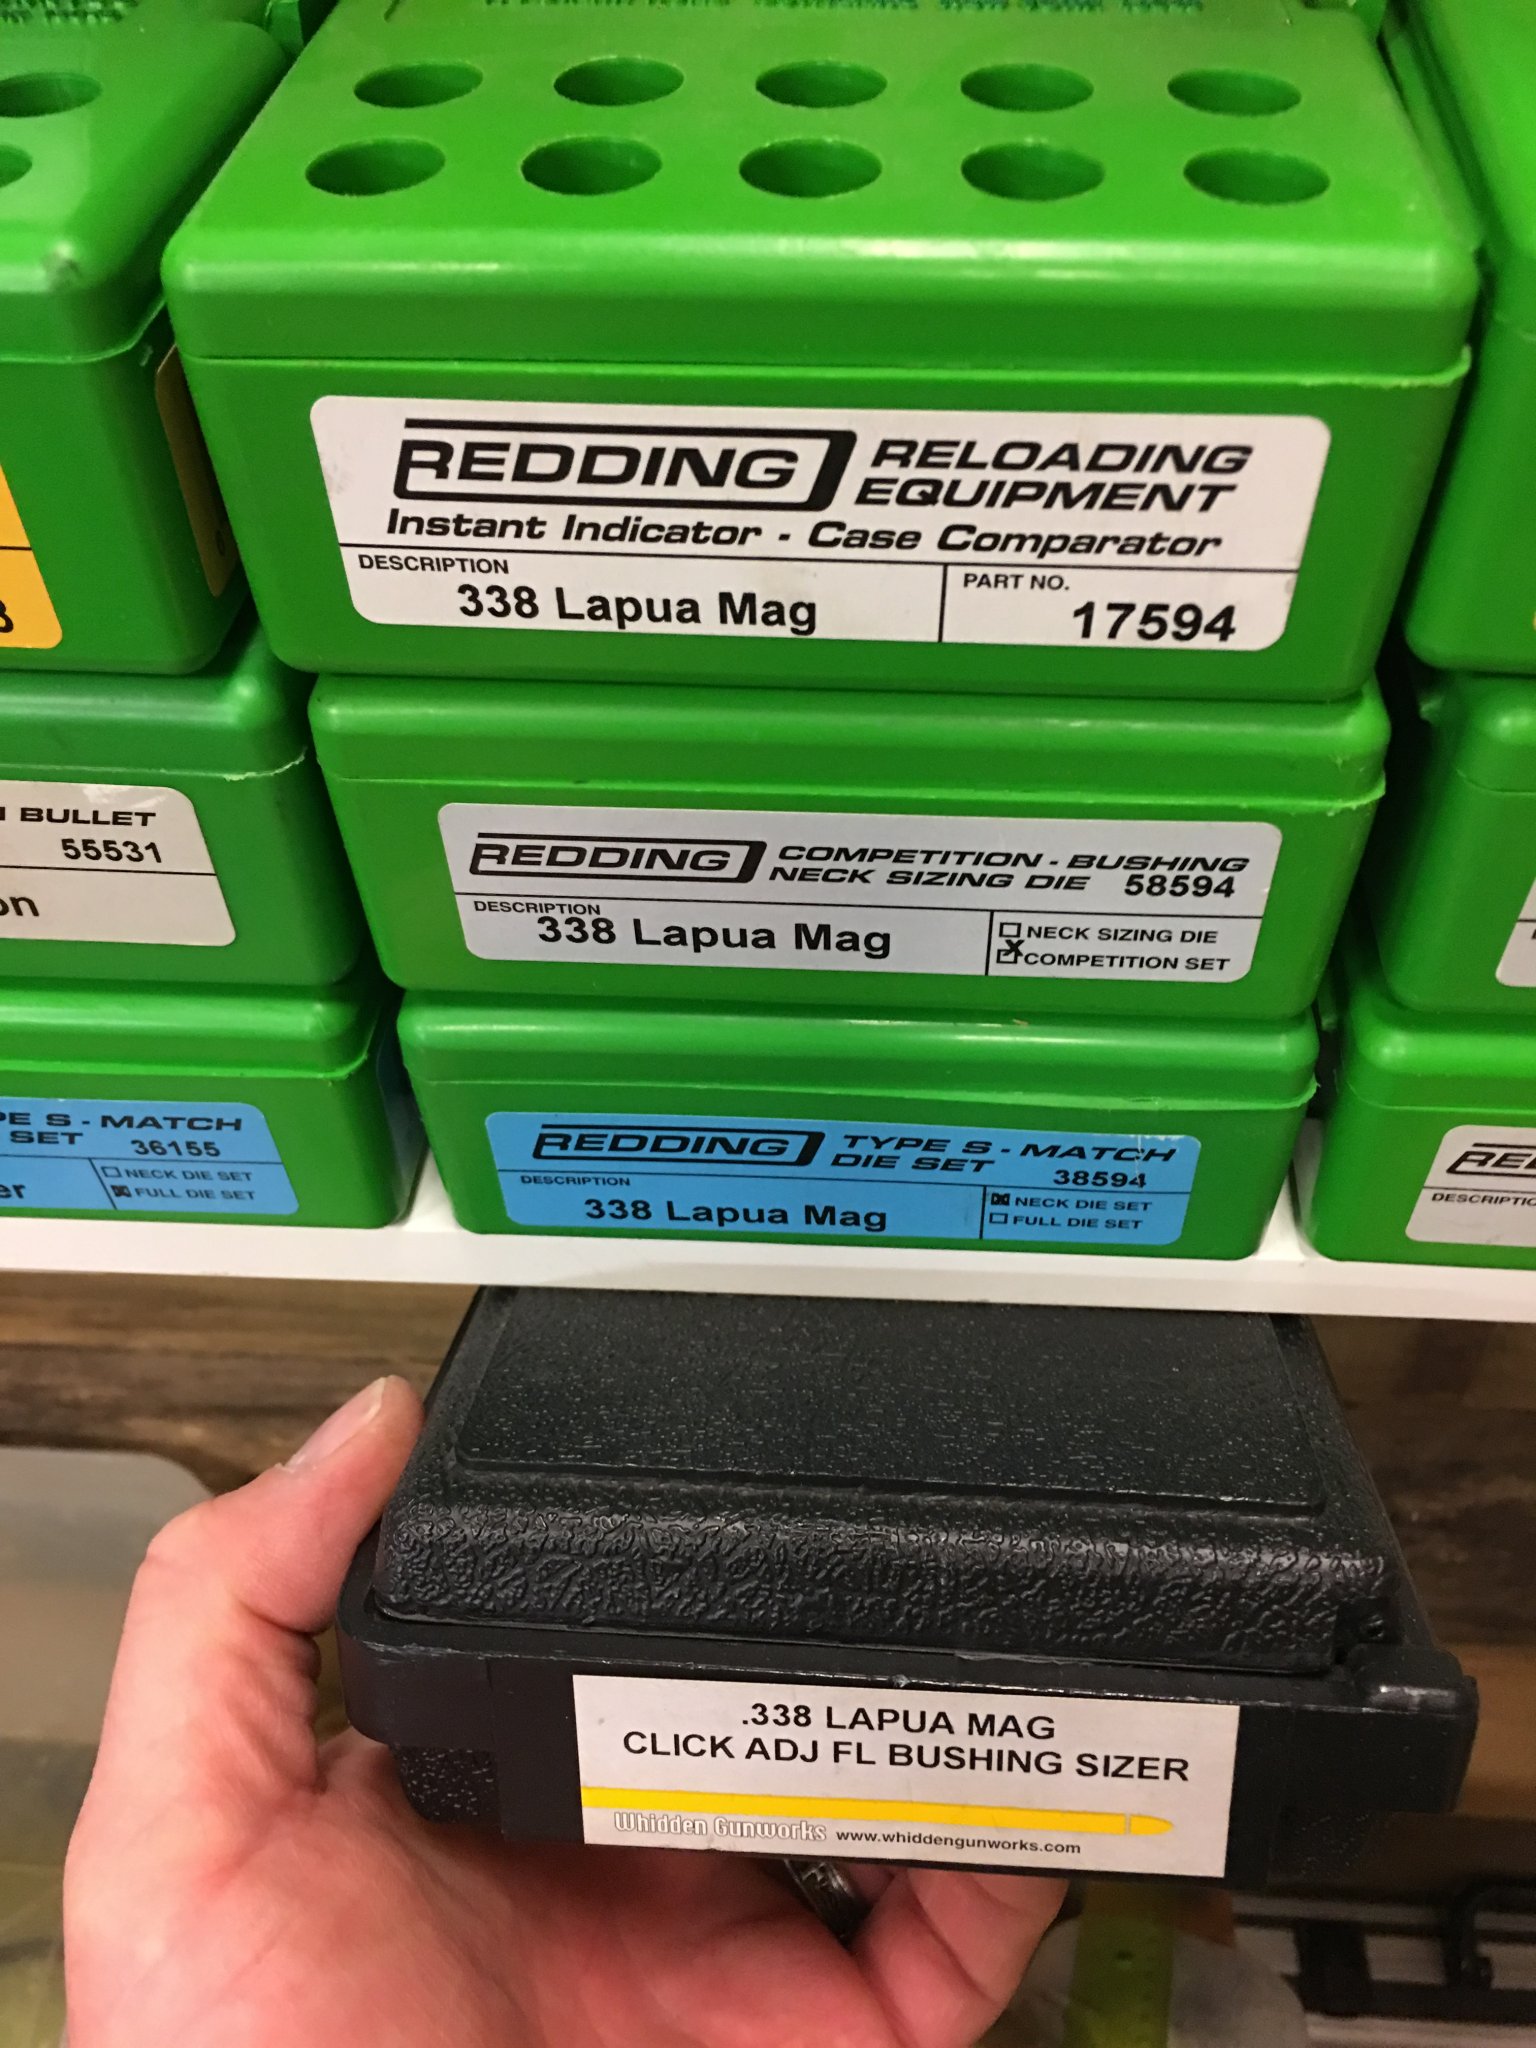 REDDING RELOADING
EQUIPMENT
Instant Indicator - Case Comparator
DESCRIPTION
338 Lapua Mag
PART NO.
17594
BULLET
55531
REDDING COMPETITION - BUSHING
NECK SIZING DIE 58594
DESCRIPTION
338 Lapua Mag
NECK SIZING DIE
X COMPETITION SET
S - MATCH
SET 36155
NECK DIE SET
FULL DIE SET
REDDING TYPE S - MATCH
DIE SET 38594
DESCRIPTION
338 Lapua Mag
NECK DIE SET
FULL DIE SET
.338 LAPUA MAG
CLICK ADJ FL BUSHING SIZER
Whidden Gunworks www.whiddengunworks.com